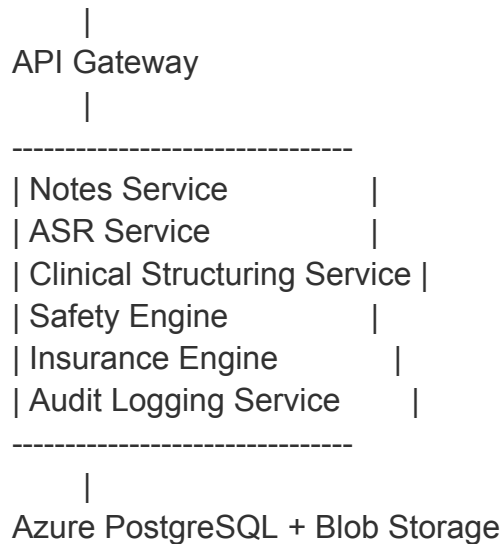 |
API Gateway
|
--------------------------------
| Notes Service |
| ASR Service |
| Clinical Structuring Service |
| Safety Engine |
| Insurance Engine |
| Audit Logging Service |
--------------------------------
|
Azure PostgreSQL + Blob Storage